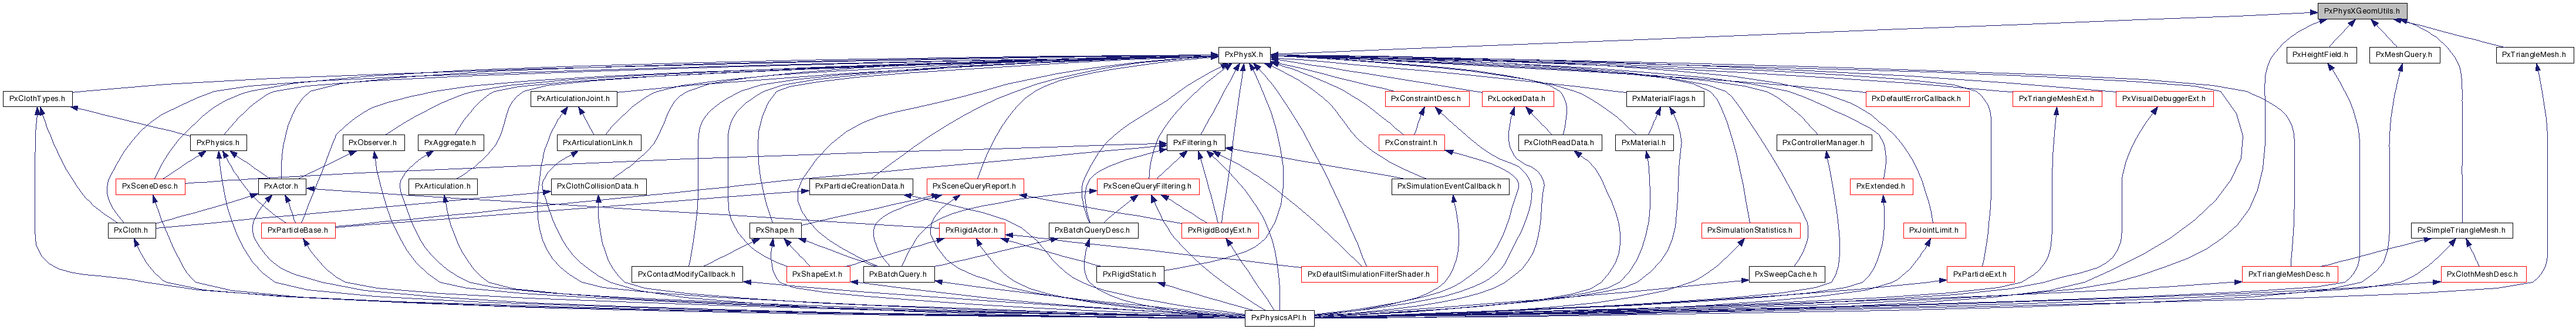 PxPhysXGeomUtils.h
PxPhysX.h
PxHeightField.h
PxMeshQuery.h
PxTriangleMesh.h
PxClothTypes.h
PxArticulationJoint.h
PxConstraintDesc.h
PxLockedData.h
PxMaterialFlags.h
PxDefaultErrorCallback.h
PxTriangleMeshExt.h
PxVisualDebuggerExt.h
PxPhysics.h
PxObserver.h
PxAggregate.h
PxArticulationLink.h
PxFiltering.h
PxConstraint.h
PxClothReadData.h
PxMaterial.h
PxControllerManager.h
PxSceneDesc.h
PxActor.h
PxArticulation.h
PxClothCollisionData.h
PxParticleCreationData.h
PxSceneQueryReport.h
PxSceneQueryFiltering.h
PxSimulationEventCallback.h
PxExtended.h
PxCloth.h
PxParticleBase.h
PxShape.h
PxRigidActor.h
PxBatchQueryDesc.h
PxRigidBodyExt.h
PxSimulationStatistics.h
PxJointLimit.h
PxSimpleTriangleMesh.h
PxContactModifyCallback.h
PxShapeExt.h
PxBatchQuery.h
PxRigidStatic.h
PxDefaultSimulationFilterShader.h
PxSweepCache.h
PxParticleExt.h
PxTriangleMeshDesc.h
PxClothMeshDesc.h
PxPhysicsAPI.h